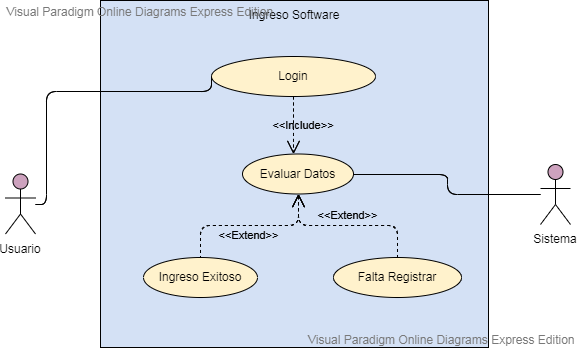 Visual Paradigm Online Diagrams Express Edition
Ingreso Software
Login
<<Include>>
Evaluar Datos
Usuario
Sistema
<<Extend>>
<<Extend>>
Ingreso Exitoso
Falta Registrar
Visual Paradigm Online Diagrams Express Edition